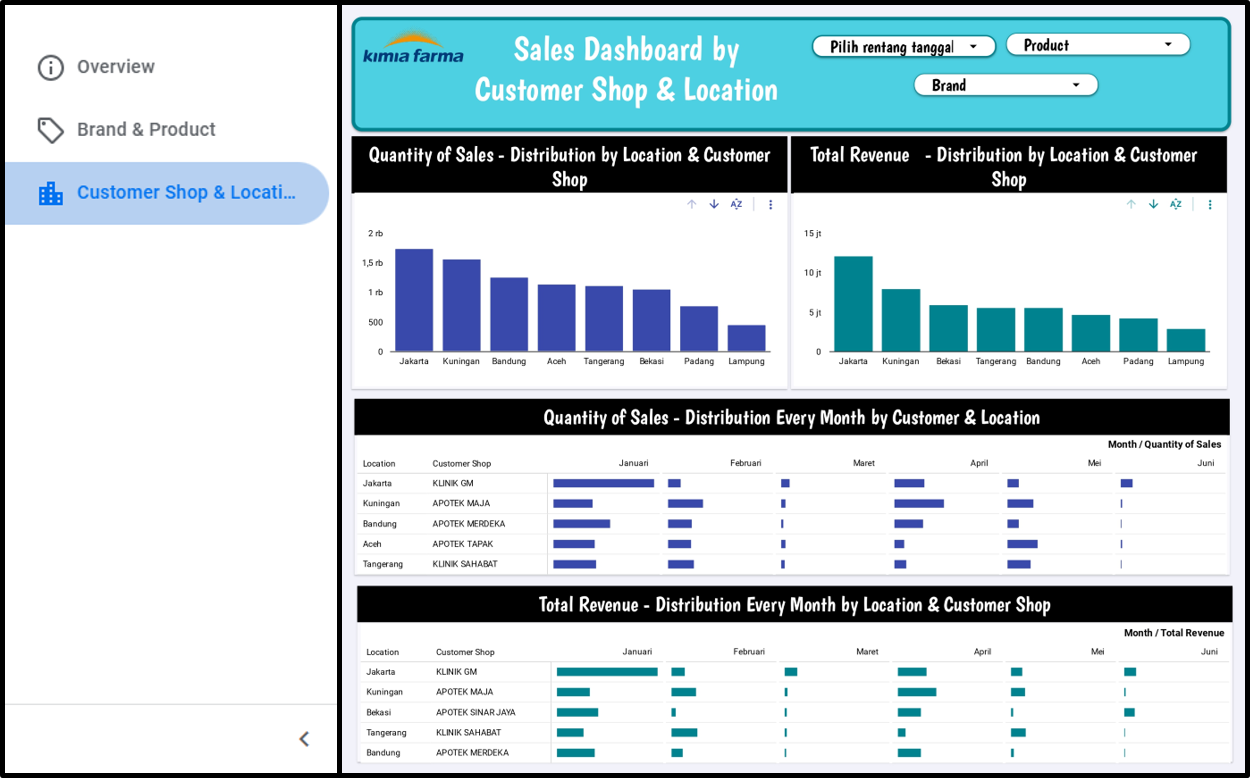 Overview
Brand & Product
Customer Shop & Locati...
kimia farma
Sales Dashboard by
Customer Shop & Location
Pilih rentang tanggal
Product
Brand
Quantity of Sales - Distribution by Location & Customer
Shop
2 rb
1,5 rb
1 rb
500
0
Jakarta Kuningan Bandung Aceh Tangerang Bekasi Padang Lampung
Total Revenue - Distribution by Location & Customer
Shop
15 jt
10 jt
5 jt
0
Jakarta Kuningan Bekasi Tangerang Bandung Aceh Padang Lampung
Quantity of Sales - Distribution Every Month by Customer & Location
Month / Quantity of Sales
Location Customer Shop Januari Februari Maret April Mei Juni
Jakarta KLINIK GM
Kuningan APOTEK MAJA
Bandung APOTEK MERDEKA
Aceh APOTEK TAPAK
Tangerang KLINIK SAHABAT
Total Revenue - Distribution Every Month by Location & Customer Shop
Month / Total Revenue
Location Customer Shop Januari Februari Maret April Mei Juni
Jakarta KLINIK GM
Kuningan APOTEK MAJA
Bekasi APOTEK SINAR JAYA
Tangerang KLINIK SAHABAT
Bandung APOTEK MERDEKA